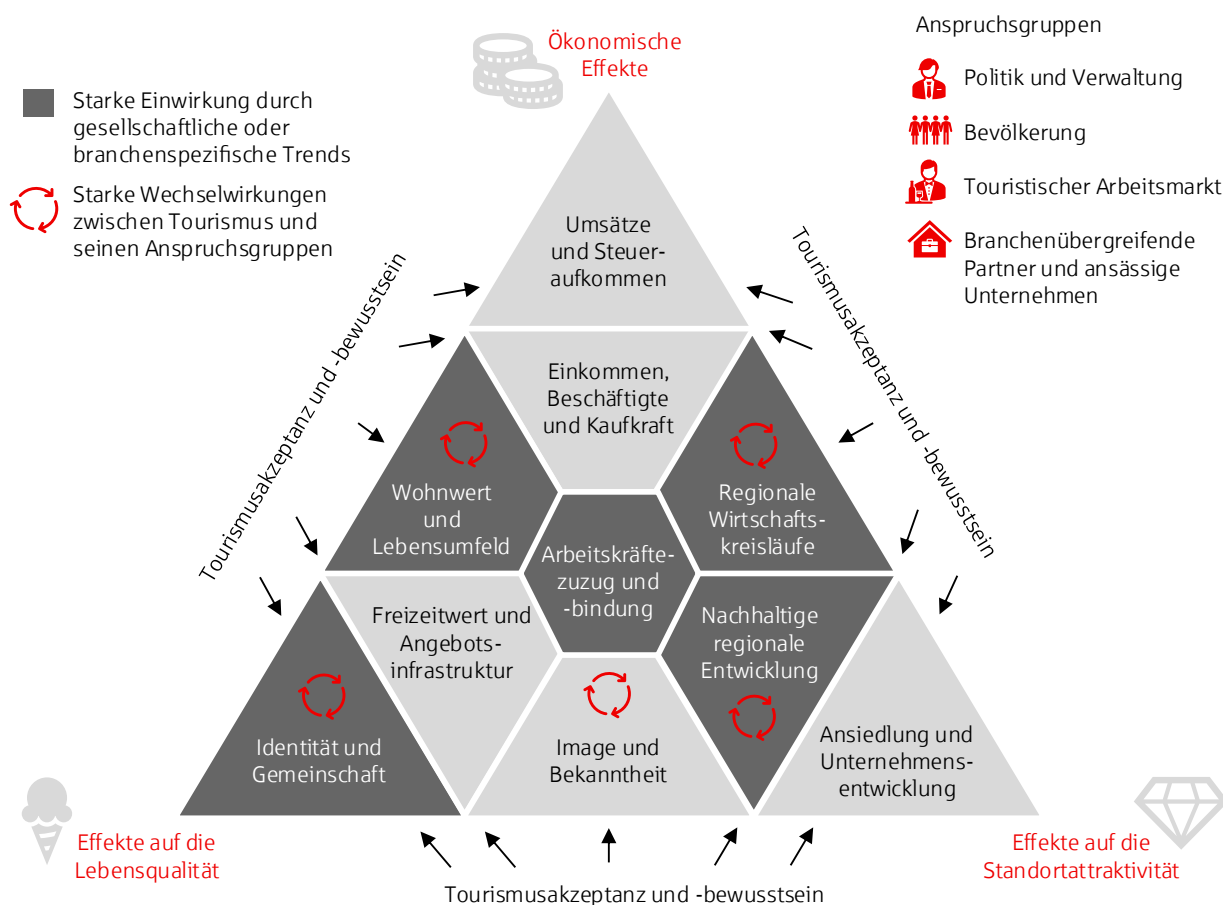 Ökonomische
Effekte
Starke Einwirkung durch
gesellschaftliche oder
branchenspezifische Trends
Starke Wechselwirkungen
zwischen Tourismus und
seinen Anspruchsgruppen
Anspruchsgruppen
Politik und Verwaltung
Bevölkerung
Touristischer Arbeitsmarkt
Branchenübergreifende
Partner und ansässige
Unternehmen
Tourismusakzeptanz und -bewusstsein
Tourismusakzeptanz und -bewusstsein
Umsätze
und Steuer-
aufkommen
Einkommen,
Beschäftigte
und Kaufkraft
Wohnwert
und
Lebensumfeld
Arbeitskräfte-
zuzug und
-bindung
Regionale
Wirtschafts-
kreisläufe
Identität und
Gemeinschaft
Freizeitwert und
Angebots-
infrastruktur
Image und
Bekanntheit
Nachhaltige
regionale
Entwicklung
Ansiedlung und
Unternehmens-
entwicklung
Effekte auf die
Lebensqualität
Effekte auf die
Standortattraktivität
Tourismusakzeptanz und -bewusstsein